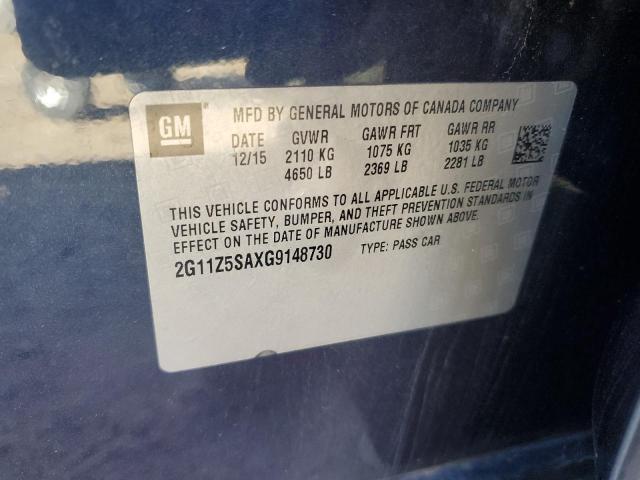 GM
MFD BY GENERAL MOTORS OF CANADA COMPANY
DATE GVWR GAWR FRT GAWR RR
12/15 2110 KG 1075 KG 1035 KG
4650 LB 2369 LB 2281 LB
THIS VEHICLE CONFORMS TO ALL APPLICABLE U.S. FEDERAL MOTOR
VEHICLE SAFETY, BUMPER, AND THEFT PREVENTION STANDARDS IN
EFFECT ON THE DATE OF MANUFACTURE SHOWN ABOVE.
2G11Z5SAXG9148730 TYPE: PASS CAR